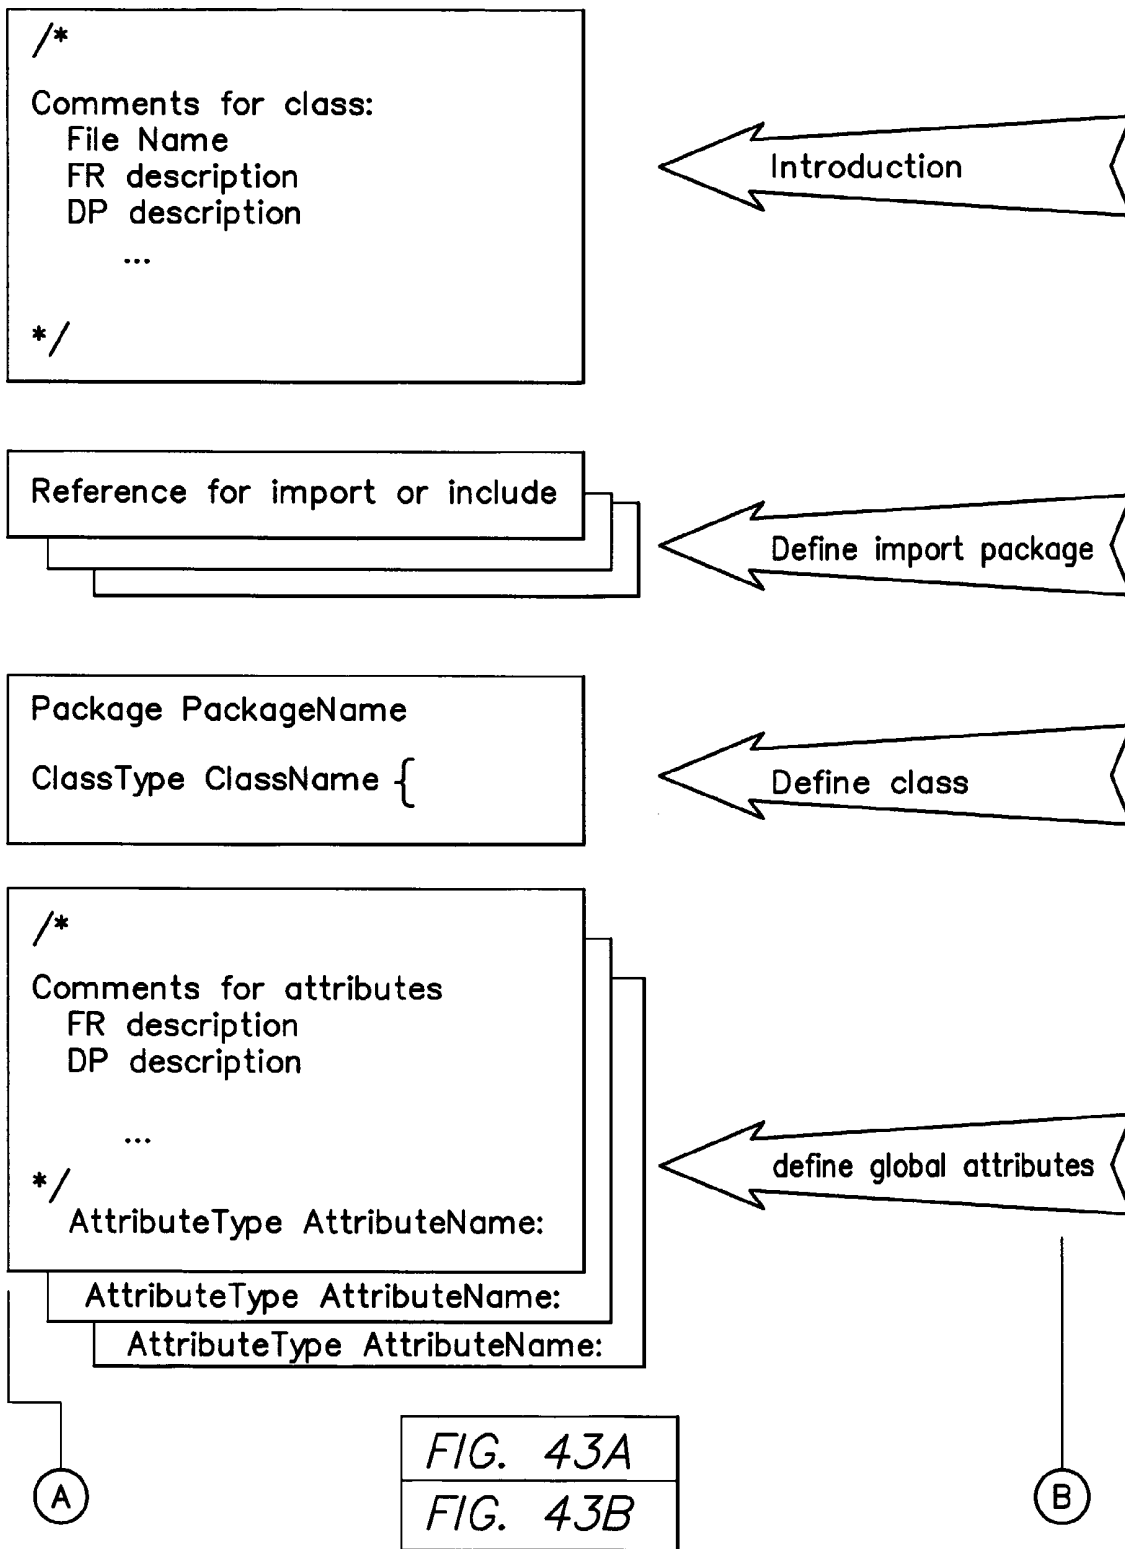 /*
Comments for class:
File Name
FR description
DP description
...
*/
Introduction
Reference for import or include
Define import package
Package PackageName
ClassType ClassName {
Define class
/*
Comments for attributes
FR description
DP description
...
*/
AttributeType AttributeName:
AttributeType AttributeName:
AttributeType AttributeName:
define global attributes
A
FIG. 43A
FIG. 43B
B